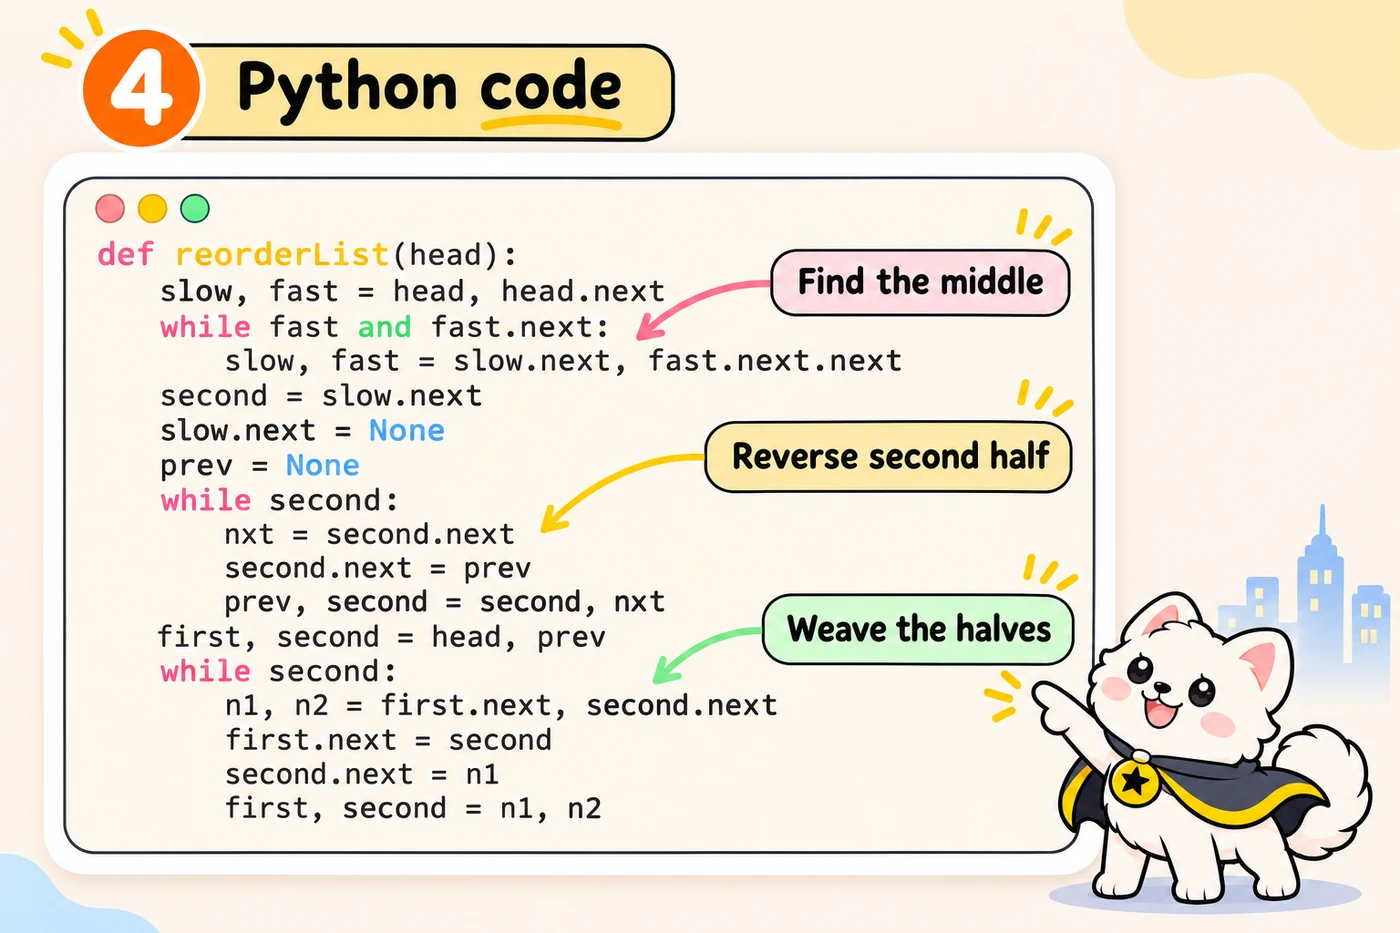 4
Python code
def reorderList(head):
    slow, fast = head, head.next
    while fast and fast.next:
        slow, fast = slow.next, fast.next.next
    second = slow.next
    slow.next = None
    prev = None
    while second:
        nxt = second.next
        second.next = prev
        prev, second = second, nxt
    first, second = head, prev
    while second:
        n1, n2 = first.next, second.next
        first.next = second
        second.next = n1
        first, second = n1, n2
Find the middle
Reverse second half
Weave the halves